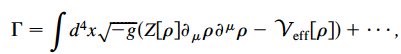 Γ = ∫ d⁴x√−g(Z[ρ]∂_μρ∂^μρ − 𝒱_eff[ρ]) + ⋯,